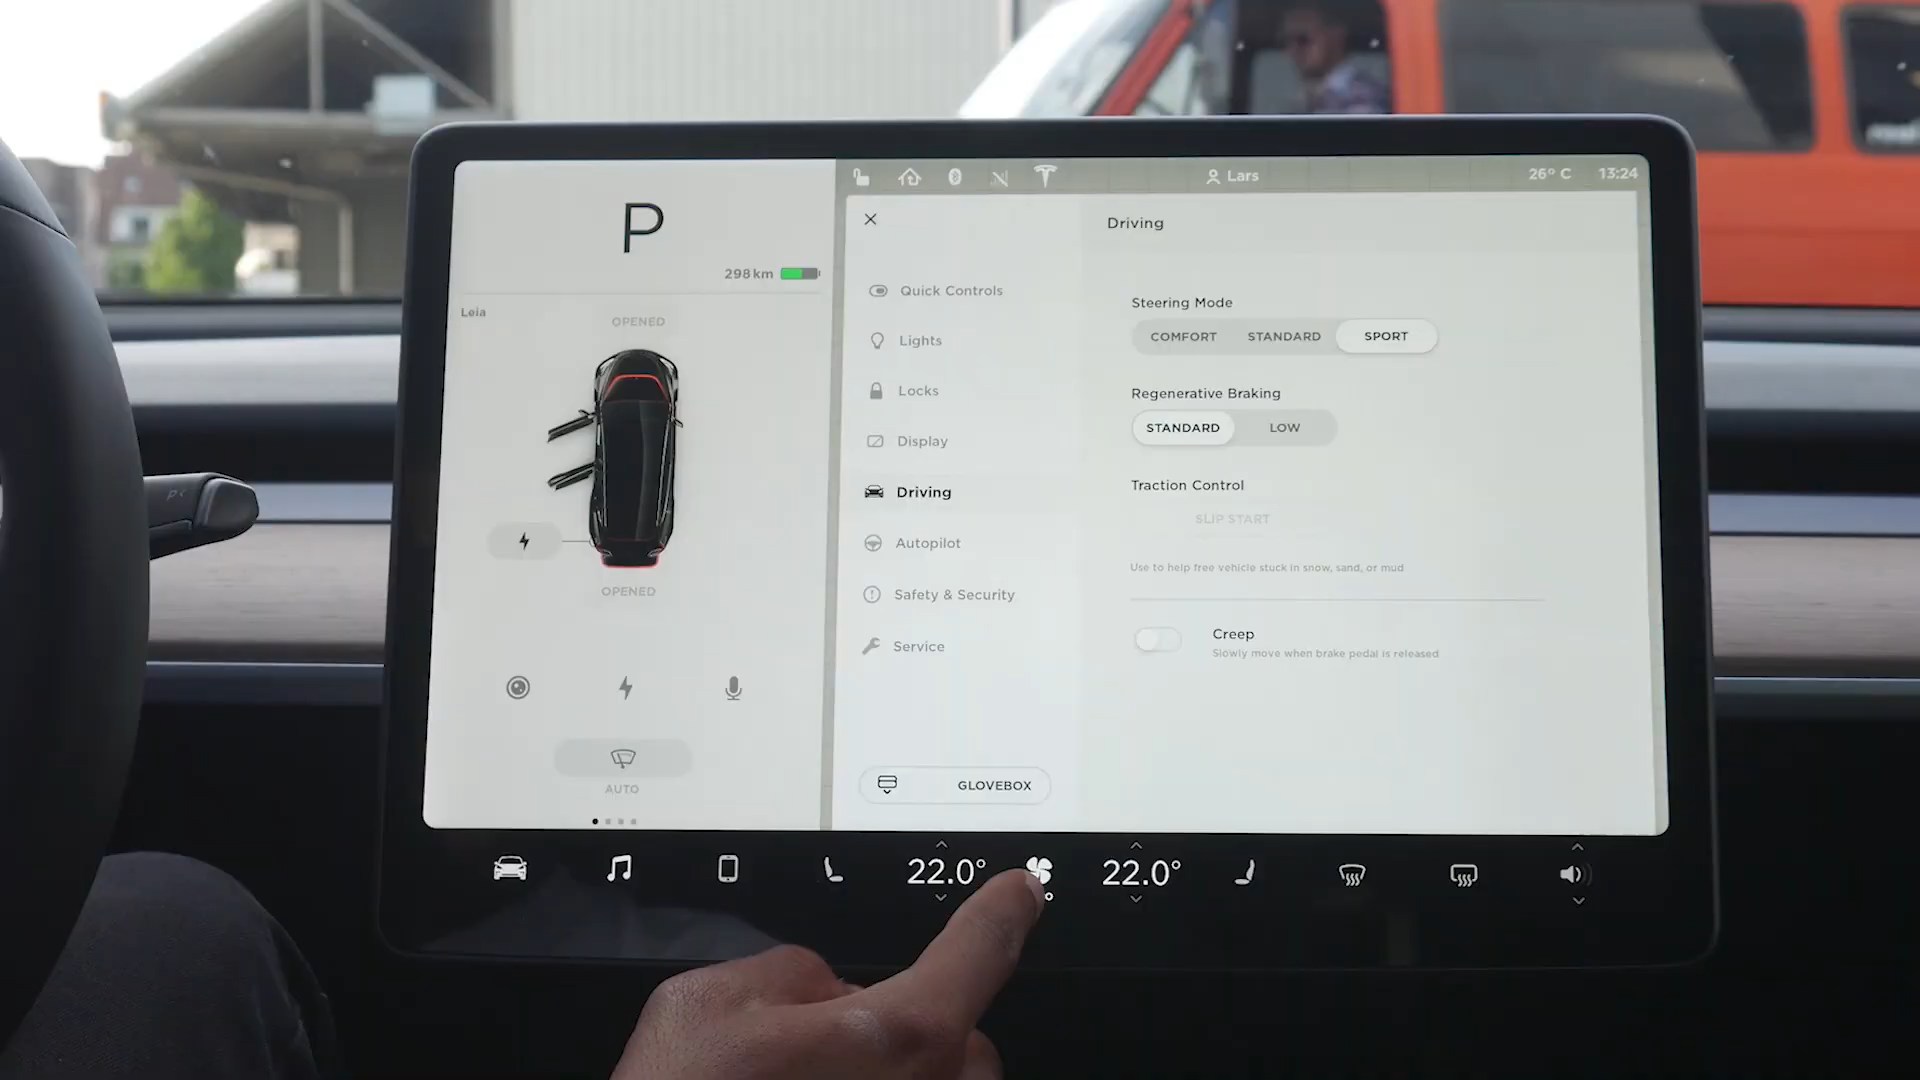 P
298 km
Leia
OPENED
OPENED
AUTO
Lars
26° C
13:24
Driving
Quick Controls
Lights
Locks
Display
Driving
Autopilot
Safety & Security
Service
GLOVEBOX
Steering Mode
COMFORT STANDARD SPORT
Regenerative Braking
STANDARD LOW
Traction Control
SLIP START
Use to help free vehicle stuck in snow, sand, or mud
Creep
Slowly move when brake pedal is released
22.0°
22.0°
P<